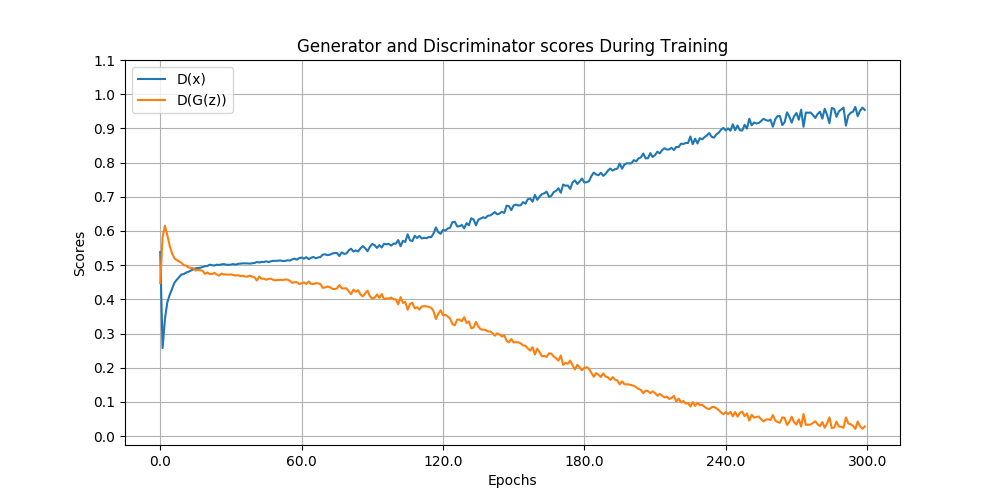 Generator and Discriminator scores During Training
D(x)
D(G(z))
1.1
1.0
0.9
0.8
0.7
0.6
0.5
0.4
0.3
0.2
0.1
0.0
Scores
0.0 60.0 120.0 180.0 240.0 300.0
Epochs